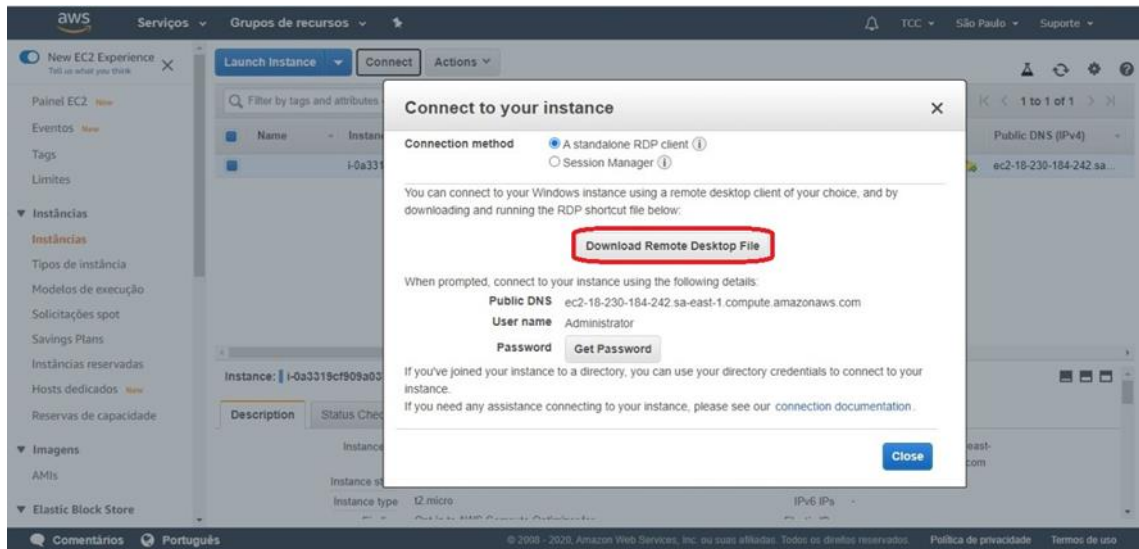 aws Serviços Grupos de recursos TCC São Paulo Suporte
New EC2 Experience
Tell us what you think
Launch Instance Connect Actions
Painel EC2 New
Eventos New
Tags
Limites
Instâncias
Instâncias
Tipos de instância
Modelos de execução
Solicitações spot
Savings Plans
Instâncias reservadas
Hosts dedicados New
Reservas de capacidade
Imagens
AMIs
Elastic Block Store
Filter by tags and attributes
1 to 1 of 1
Name Instan Public DNS (IPv4)
i-0a331 ec2-18-230-184-242.sa...
Connect to your instance
Connection method A standalone RDP client
Session Manager
You can connect to your Windows instance using a remote desktop client of your choice, and by
downloading and running the RDP shortcut file below:
Download Remote Desktop File
When prompted, connect to your instance using the following details:
Public DNS ec2-18-230-184-242.sa-east-1.compute.amazonaws.com
User name Administrator
Password Get Password
If you've joined your instance to a directory, you can use your directory credentials to connect to your
instance.
If you need any assistance connecting to your instance, please see our connection documentation.
Close
Instance: i-0a3319cf909a03
Description Status Chec
Instance east-
com
Instance st
Instance type t2.micro IPv6 IPs -
Comentários Português © 2008 - 2020, Amazon Web Services, Inc. ou suas afiliadas. Todos os direitos reservados. Política de privacidade Termos de uso